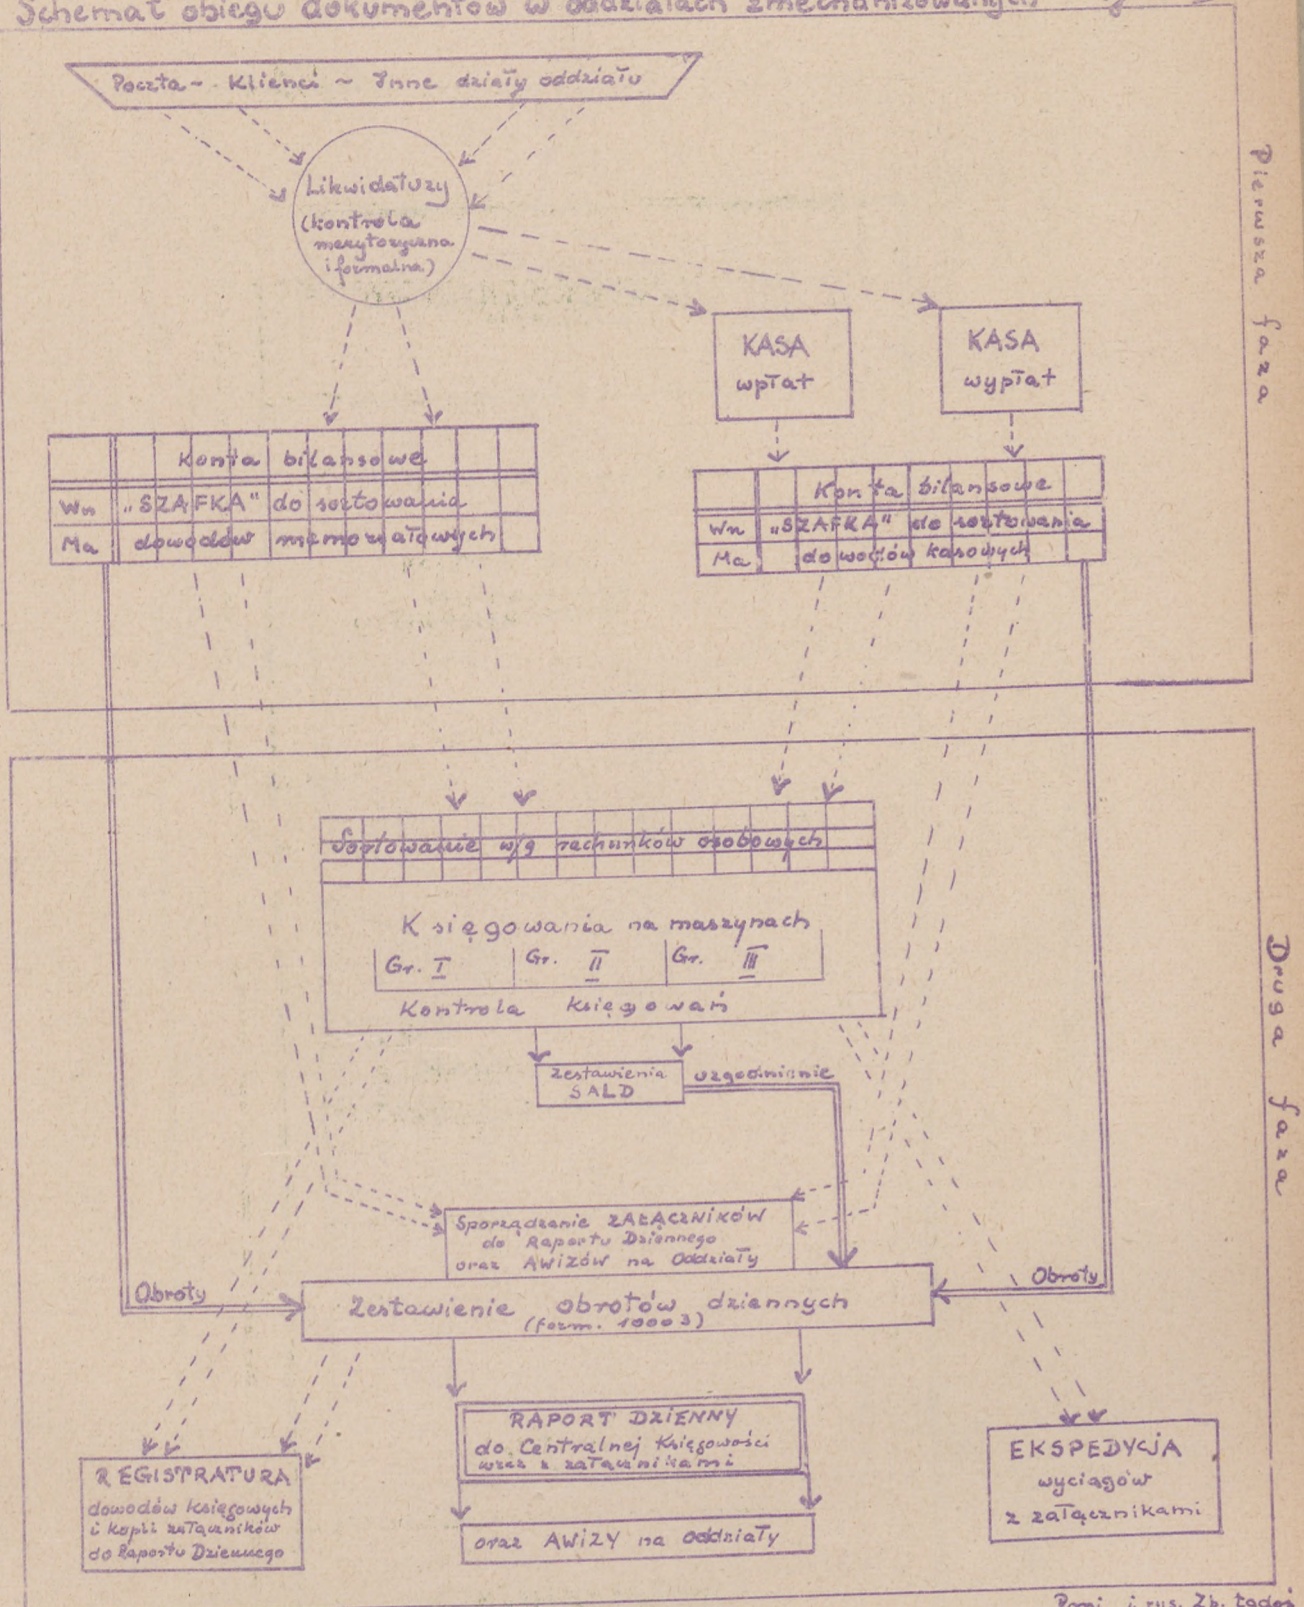 Schemat obiegu dokumentów w oddziałach zmechanizowanych
Poczta - Klienci ~ Inne działy oddziału
Likwidatury
(kontrola
merytoryczna
i formalna)
Pierwsza faza
KASA
wpłat
KASA
wypłat
Konta bilansowe
Wn „SZAFKA" do sortowania
Ma dowodów memoriałowych
Konta bilansowe
Wn „SZAFKA" do sortowania
Ma dowodów kasowych
Sortowanie w/g rachunków osobowych
Księgowania na maszynach
Gr. I Gr. II Gr. III
Kontrola księgowań
Druga faza
Zestawienia
SALD
uzgodnienie
Sporządzanie ZAŁĄCZNIKÓW
do Raportu Dziennego
oraz AWIZÓW na Oddziały
Obroty
Obroty
Zestawienie obrotów dziennych
(form. 10003)
RAPORT DZIENNY
do Centralnej Księgowości
wraz z załącznikami
oraz AWIZY na oddziały
REGISTRATURA
dowodów księgowych
i kopii załączników
do Raportu Dziennego
EKSPEDYCJA
wyciągów
z załącznikami
i rys. Zb.